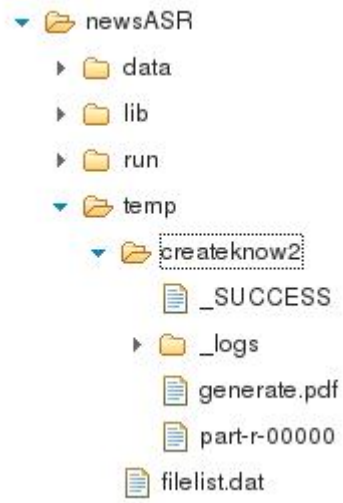 newsASR
data
lib
run
temp
createknow2
_SUCCESS
_logs
generate.pdf
part-r-00000
filelist.dat